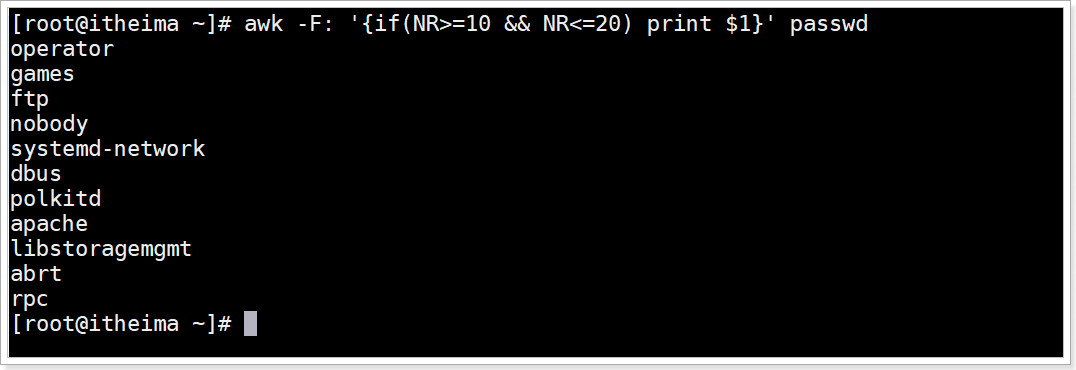 [root@itheima ~]# awk -F: '{if(NR>=10 && NR<=20) print $1}' passwd
operator
games
ftp
nobody
systemd-network
dbus
polkitd
apache
libstoragemgmt
abrt
rpc
[root@itheima ~]#